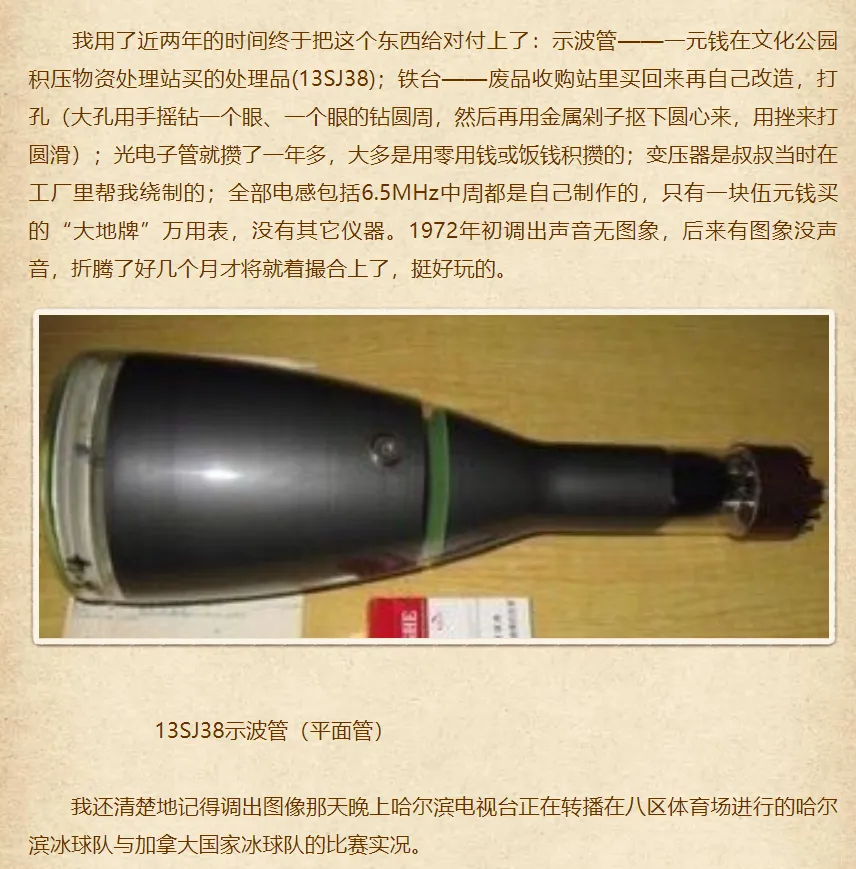 我用了近两年的时间终于把这个东西给对付上了：示波管——一元钱在文化公园
积压物资处理站买的处理品(13SJ38)；铁台——废品收购站里买回来再自己改造，打
孔（大孔用手摇钻一个眼、一个眼的钻圆周，然后再用金属剁子抠下圆心来，用挫来打
圆滑）；光电子管就攒了一年多，大多是用零用钱或饭钱积攒的；变压器是叔叔当时在
工厂里帮我绕制的；全部电感包括6.5MHz中周都是自己制作的，只有一块伍元钱买
的“大地牌”万用表，没有其它仪器。1972年初调出声音无图象，后来有图象没声
音，折腾了好几个月才将就着撮合上了，挺好玩的。
13SJ38示波管（平面管）
我还清楚地记得调出图像那天晚上哈尔滨电视台正在转播在八区体育场进行的哈尔
滨冰球队与加拿大国家冰球队的比赛实况。